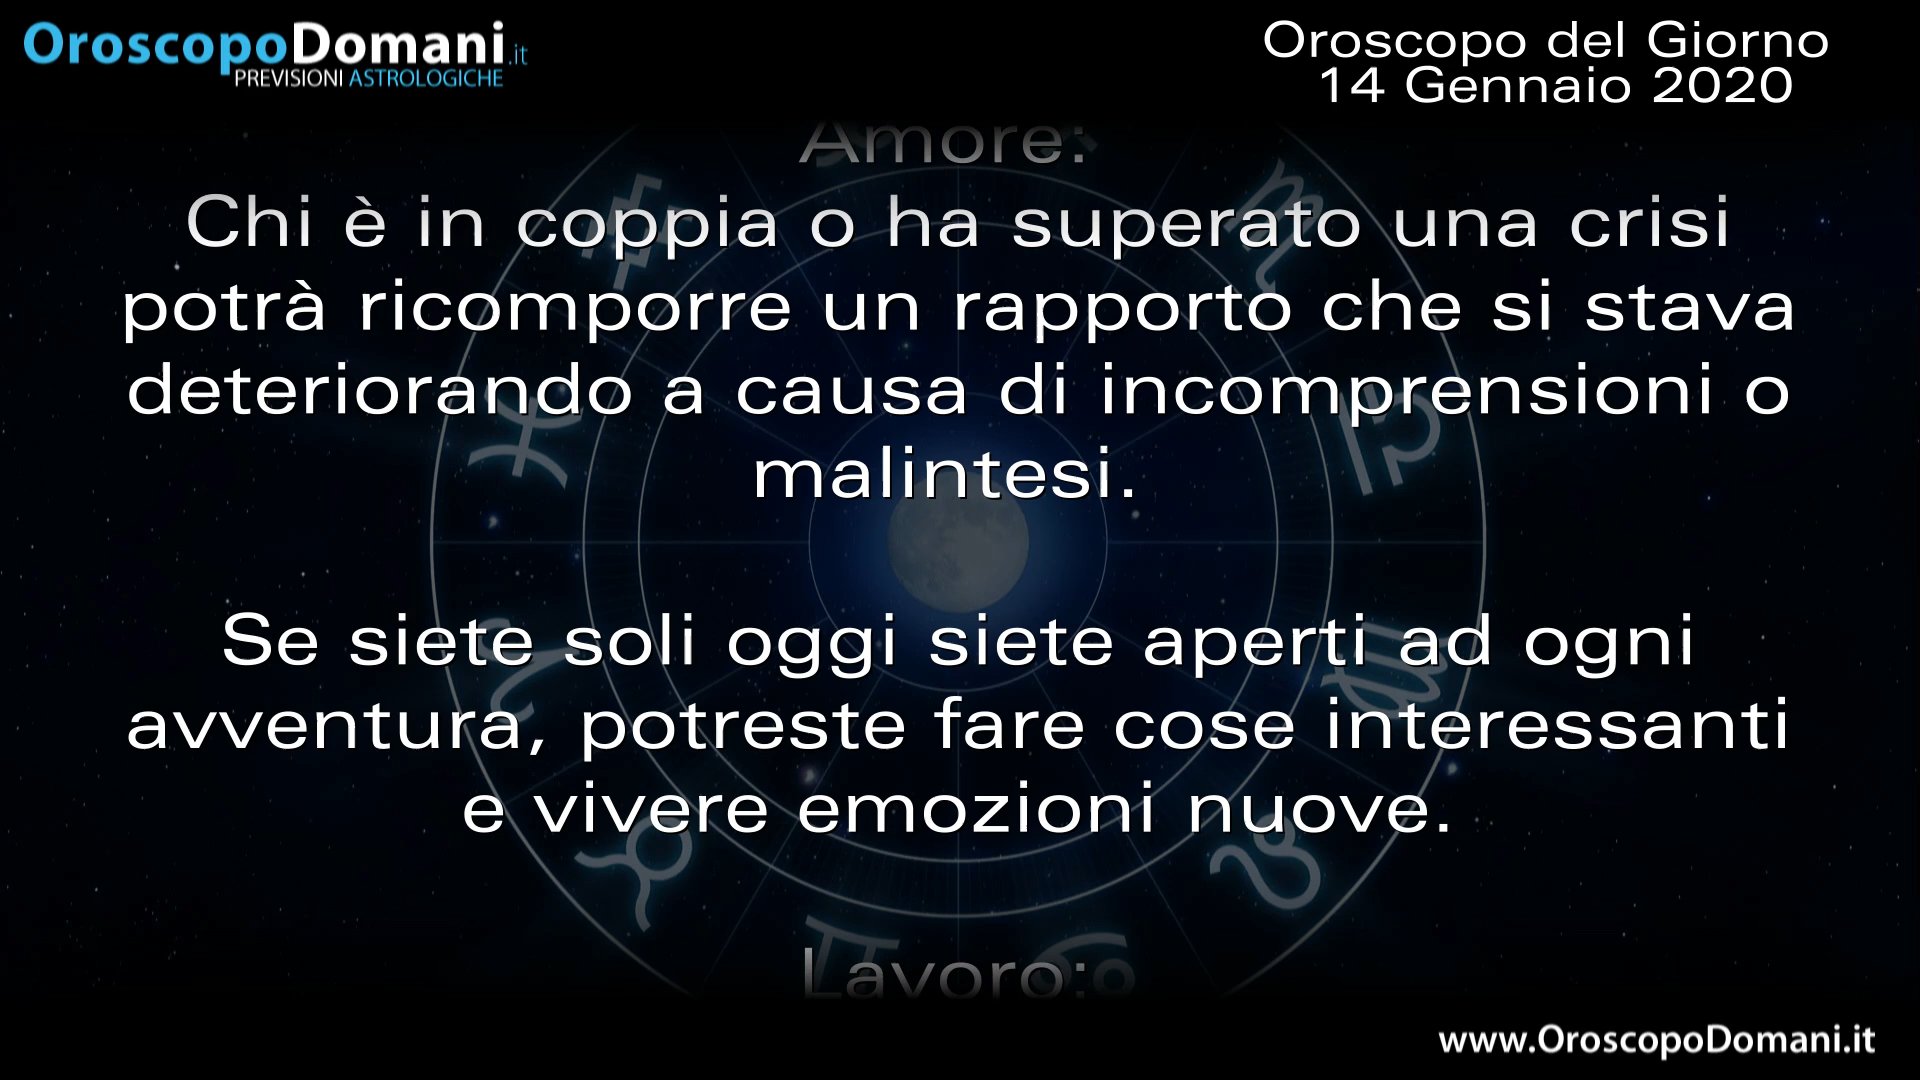 OroscopoDomani.it
PREVISIONI ASTROLOGICHE
Oroscopo del Giorno
14 Gennaio 2020
Amore:
Chi è in coppia o ha superato una crisi
potrà ricomporre un rapporto che si stava
deteriorando a causa di incomprensioni o
malintesi.
Se siete soli oggi siete aperti ad ogni
avventura, potreste fare cose interessanti
e vivere emozioni nuove.
Lavoro:
www.OroscopoDomani.it